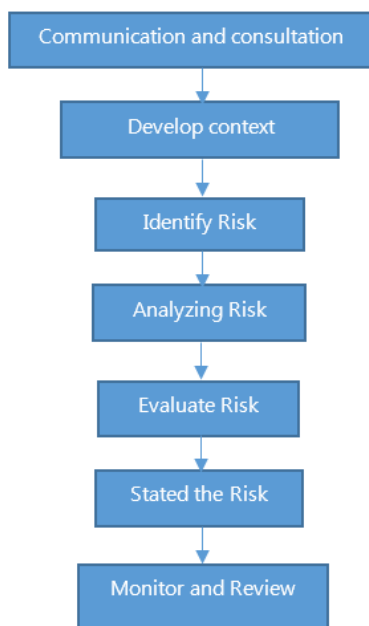 Communication and consultation
Develop context
Identify Risk
Analyzing Risk
Evaluate Risk
Stated the Risk
Monitor and Review